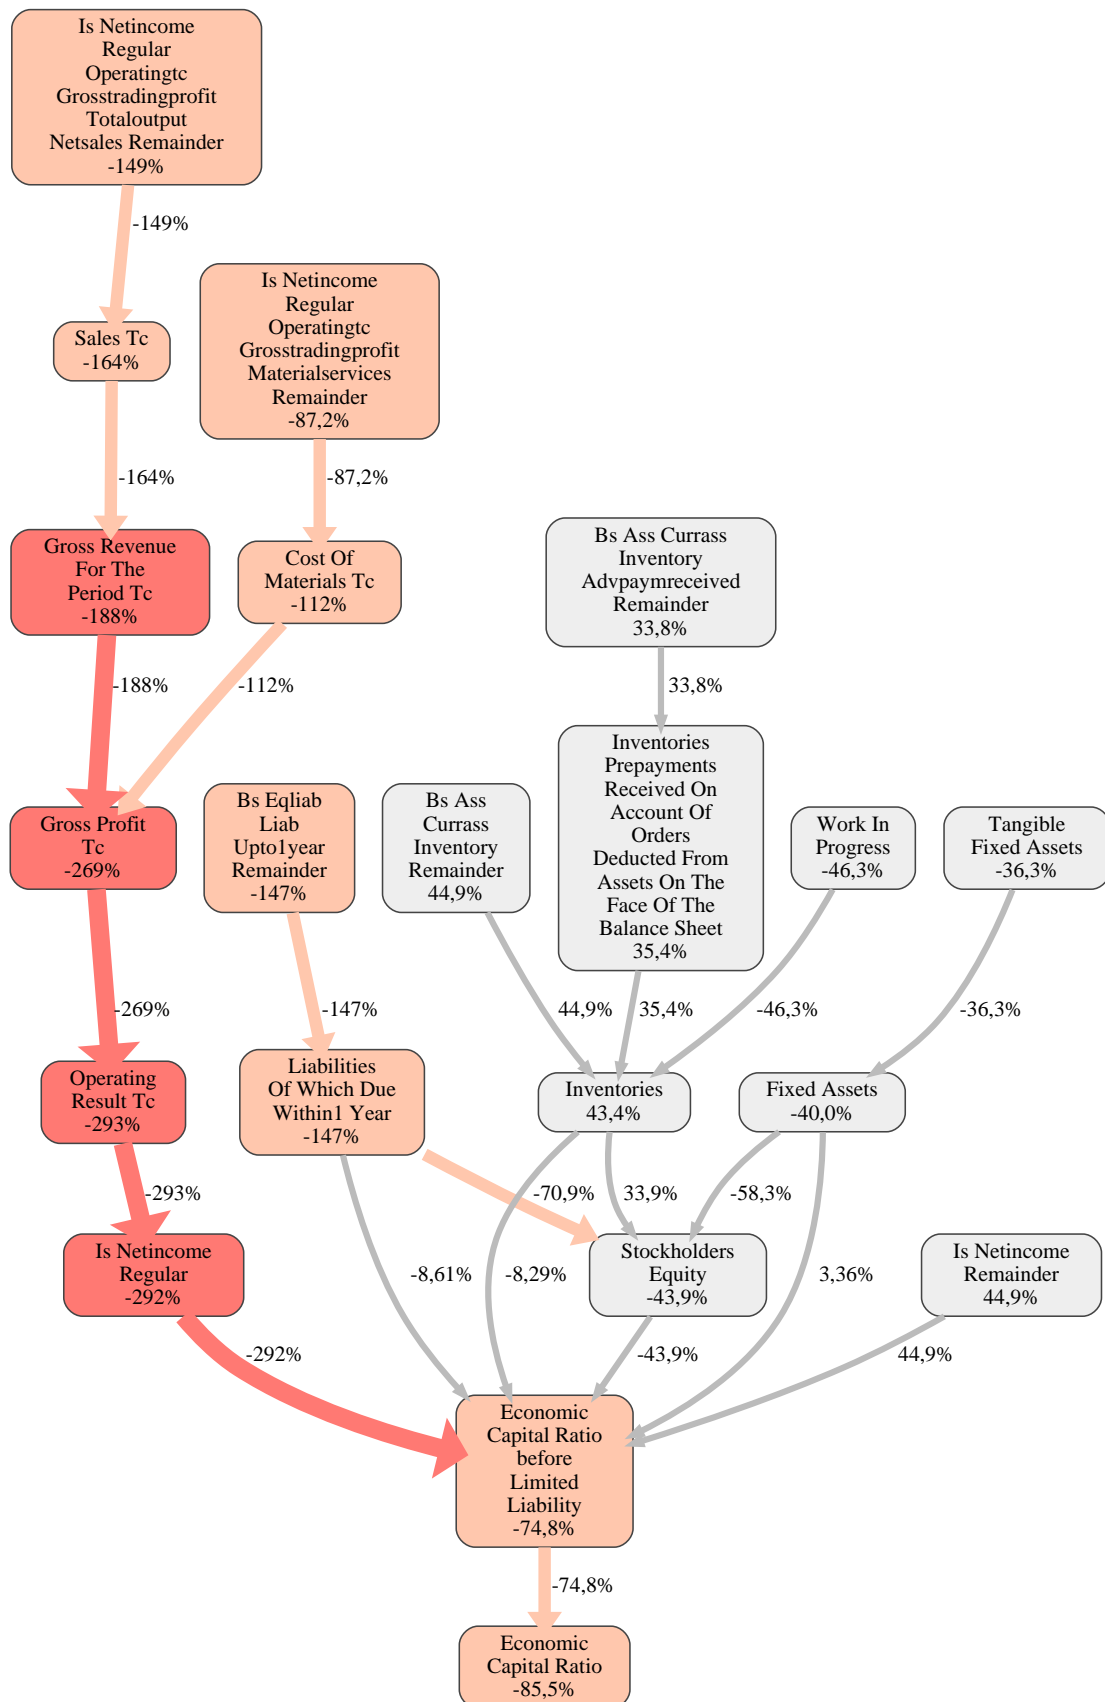 Is Netincome
Regular
Operatingtc
Grosstradingprofit
Totaloutput
Netsales Remainder
-149%
-149%
Sales Tc
-164%
Is Netincome
Regular
Operatingtc
Grosstradingprofit
Materialservices
Remainder
-87,2%
-164%
-87,2%
Gross Revenue
For The
Period Tc
-188%
Cost Of
Materials Tc
-112%
Bs Ass Currass
Inventory
Advpaymreceived
Remainder
33,8%
-188%
-112%
33,8%
Gross Profit
Tc
-269%
Bs Eqliab
Liab
Upto1year
Remainder
-147%
Bs Ass
Currass
Inventory
Remainder
44,9%
Inventories
Prepayments
Received On
Account Of
Orders
Deducted From
Assets On The
Face Of The
Balance Sheet
35,4%
Work In
Progress
-46,3%
Tangible
Fixed Assets
-36,3%
-269%
-147%
44,9%
35,4%
-46,3%
-36,3%
Operating
Result Tc
-293%
Liabilities
Of Which Due
Within1 Year
-147%
Inventories
43,4%
Fixed Assets
-40,0%
-293%
-70,9%
33,9%
-58,3%
Is Netincome
Regular
-292%
Stockholders
Equity
-43,9%
Is Netincome
Remainder
44,9%
-292%
-8,61%
-8,29%
-43,9%
3,36%
44,9%
Economic
Capital Ratio
before
Limited
Liability
-74,8%
-74,8%
Economic
Capital Ratio
-85,5%